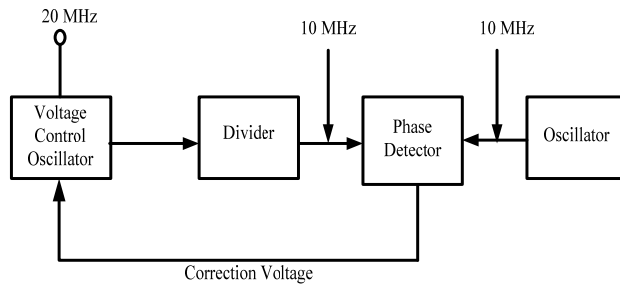 20 MHz
10 MHz
10 MHz
Voltage
Control
Oscillator
Divider
Phase
Detector
Oscillator
Correction Voltage